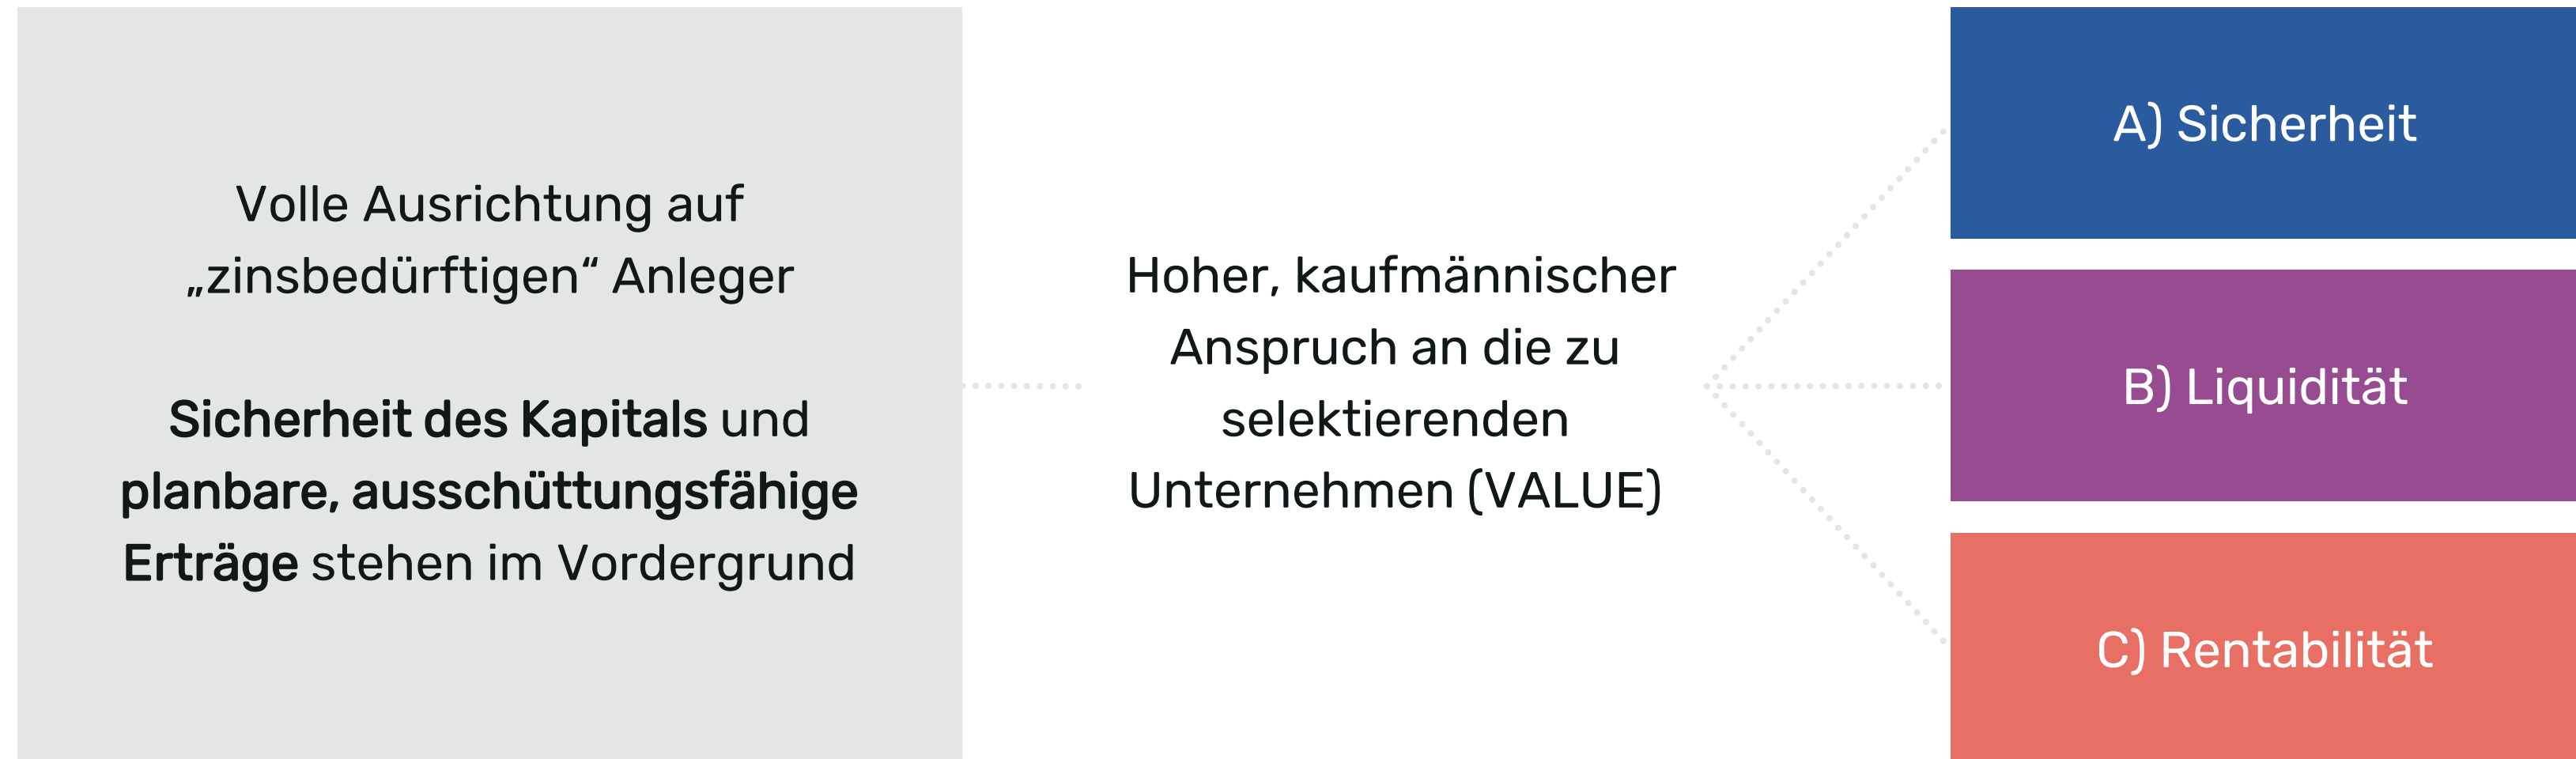 Volle Ausrichtung auf
„zinsbedürftigen“ Anleger
Sicherheit des Kapitals und
planbare, ausschüttungsfähige
Erträge stehen im Vordergrund
Hoher, kaufmännischer
Anspruch an die zu
selektierenden
Unternehmen (VALUE)
A) Sicherheit
B) Liquidität
C) Rentabilität